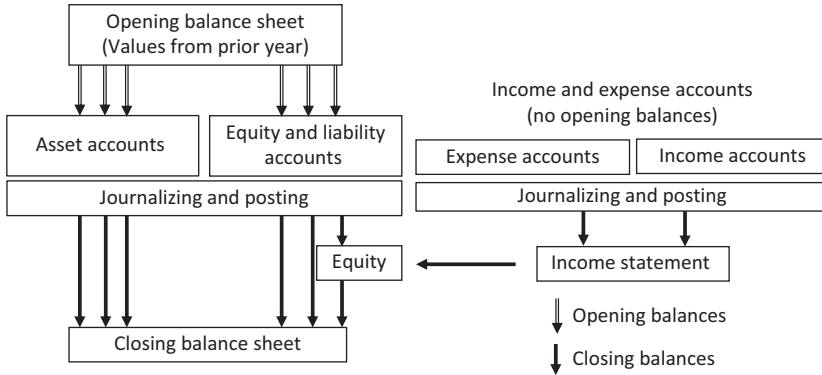 Opening balance sheet
(Values from prior year)
Income and expense accounts
(no opening balances)
Asset accounts
Equity and liability
accounts
Expense accounts
Income accounts
Journalizing and posting
Journalizing and posting
Equity
Income statement
Opening balances
Closing balance sheet
Closing balances